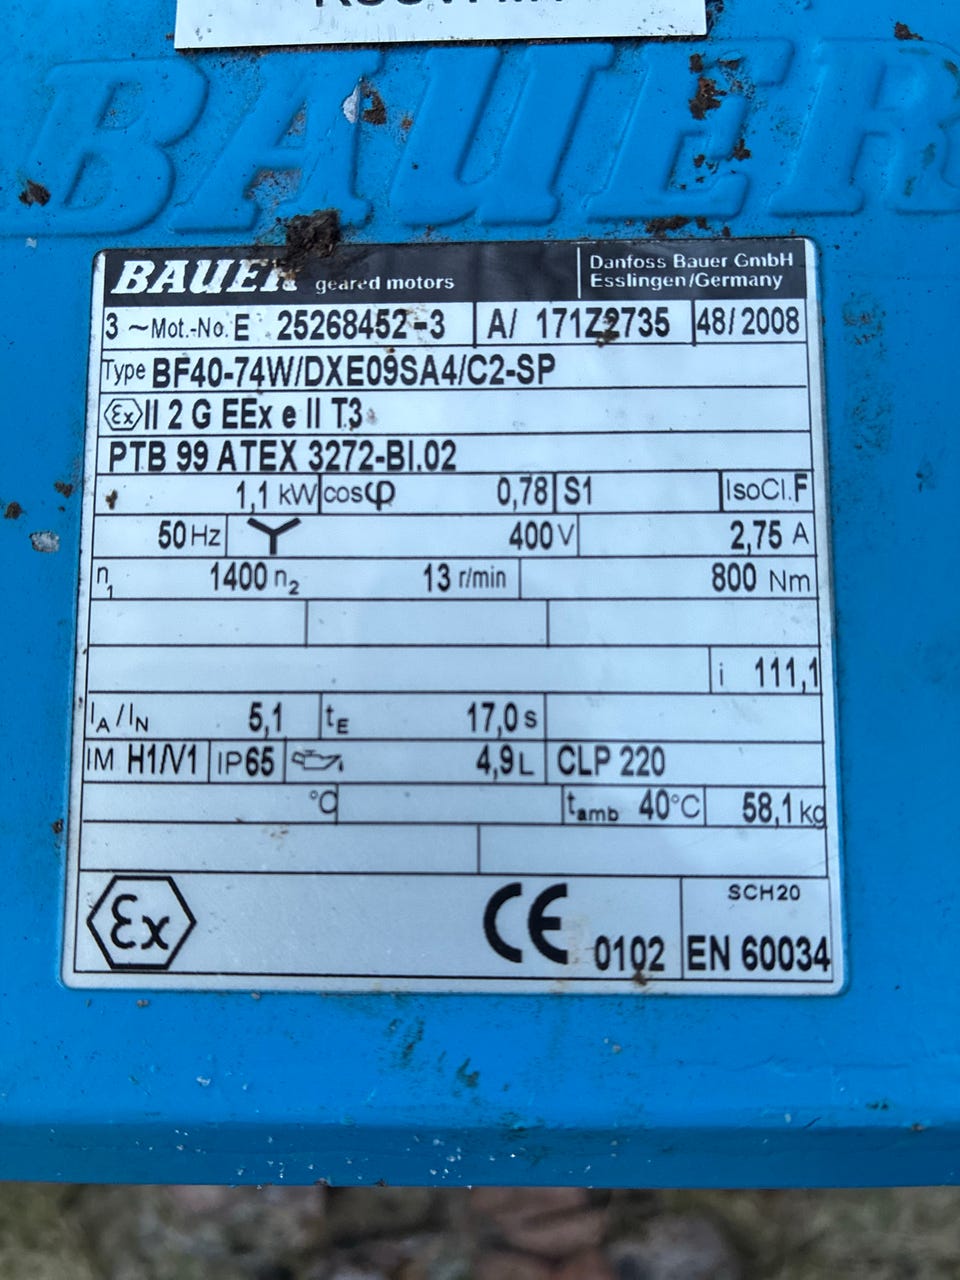 BAUER
BAUER geared motors Danfoss Bauer GmbH
Esslingen/Germany
3 ~ Mot.-No. E 25268452-3 A/ 171Z2735 48/2008
Type BF40-74W/DXE09SA4/C2-SP
Ex II 2 G EEx e II T3
PTB 99 ATEX 3272-BI.02
1,1 kW cosφ 0,78 S1 IsoCl.F
50 Hz Y 400 V 2,75 A
n1 1400 n2 13 r/min 800 Nm
i 111,1
IA/IN 5,1 tE 17,0 s
IM H1/V1 IP65 4,9 L CLP 220
°C tamb 40°C 58,1 kg
SCH20
Ex CE 0102 EN 60034